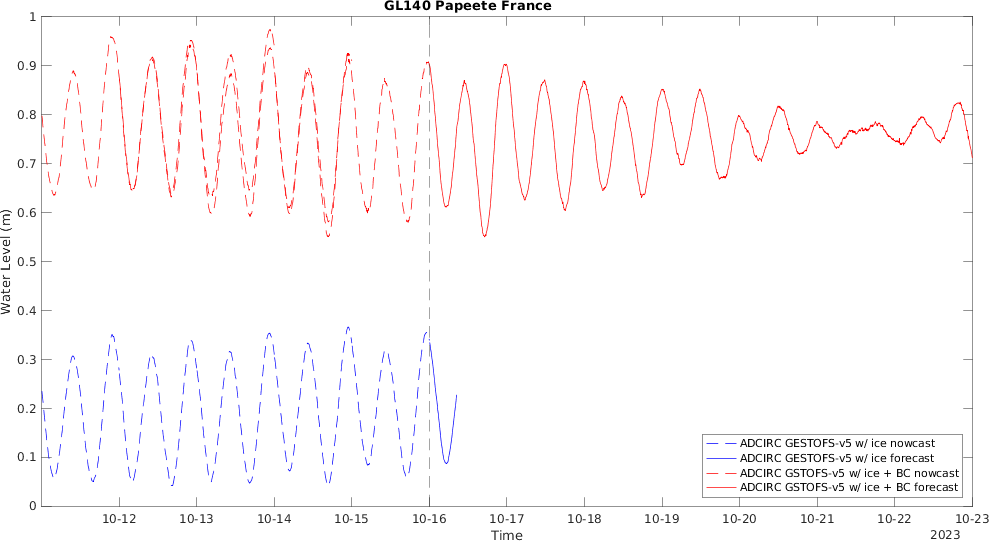 GL140 Papeete France
1
0.9
0.8
0.7
0.6
0.5
0.4
0.3
0.2
0.1
0
Water Level (m)
ADCIRC GESTOFS-v5 w/ ice nowcast
ADCIRC GESTOFS-v5 w/ ice forecast
ADCIRC GSTOFS-v5 w/ ice + BC nowcast
ADCIRC GSTOFS-v5 w/ ice + BC forecast
10-12 10-13 10-14 10-15 10-16 10-17 10-18 10-19 10-20 10-21 10-22 10-23
Time
2023